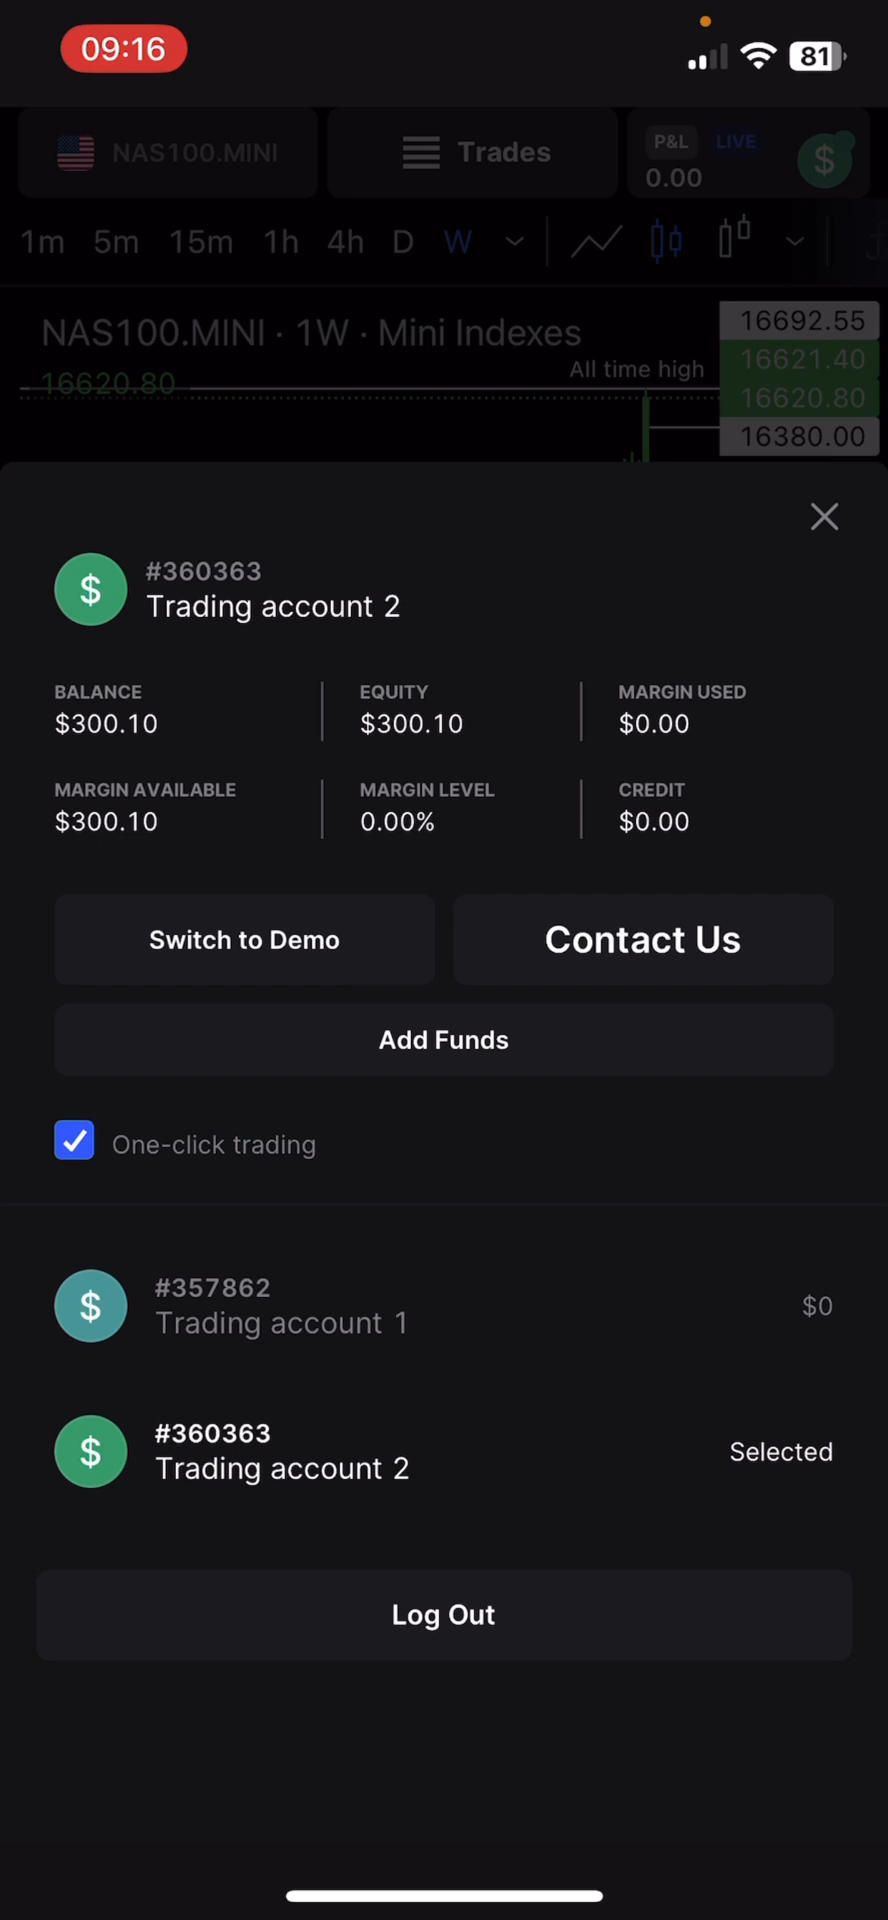 09:16
81
NAS100.MINI
Trades
P&L LIVE
0.00
1m 5m 15m 1h 4h D W
NAS100.MINI · 1W · Mini Indexes
16620.80
All time high
16692.55
16621.40
16620.80
16380.00
#360363
Trading account 2
BALANCE
$300.10
EQUITY
$300.10
MARGIN USED
$0.00
MARGIN AVAILABLE
$300.10
MARGIN LEVEL
0.00%
CREDIT
$0.00
Switch to Demo
Contact Us
Add Funds
One-click trading
#357862
Trading account 1
$0
#360363
Trading account 2
Selected
Log Out